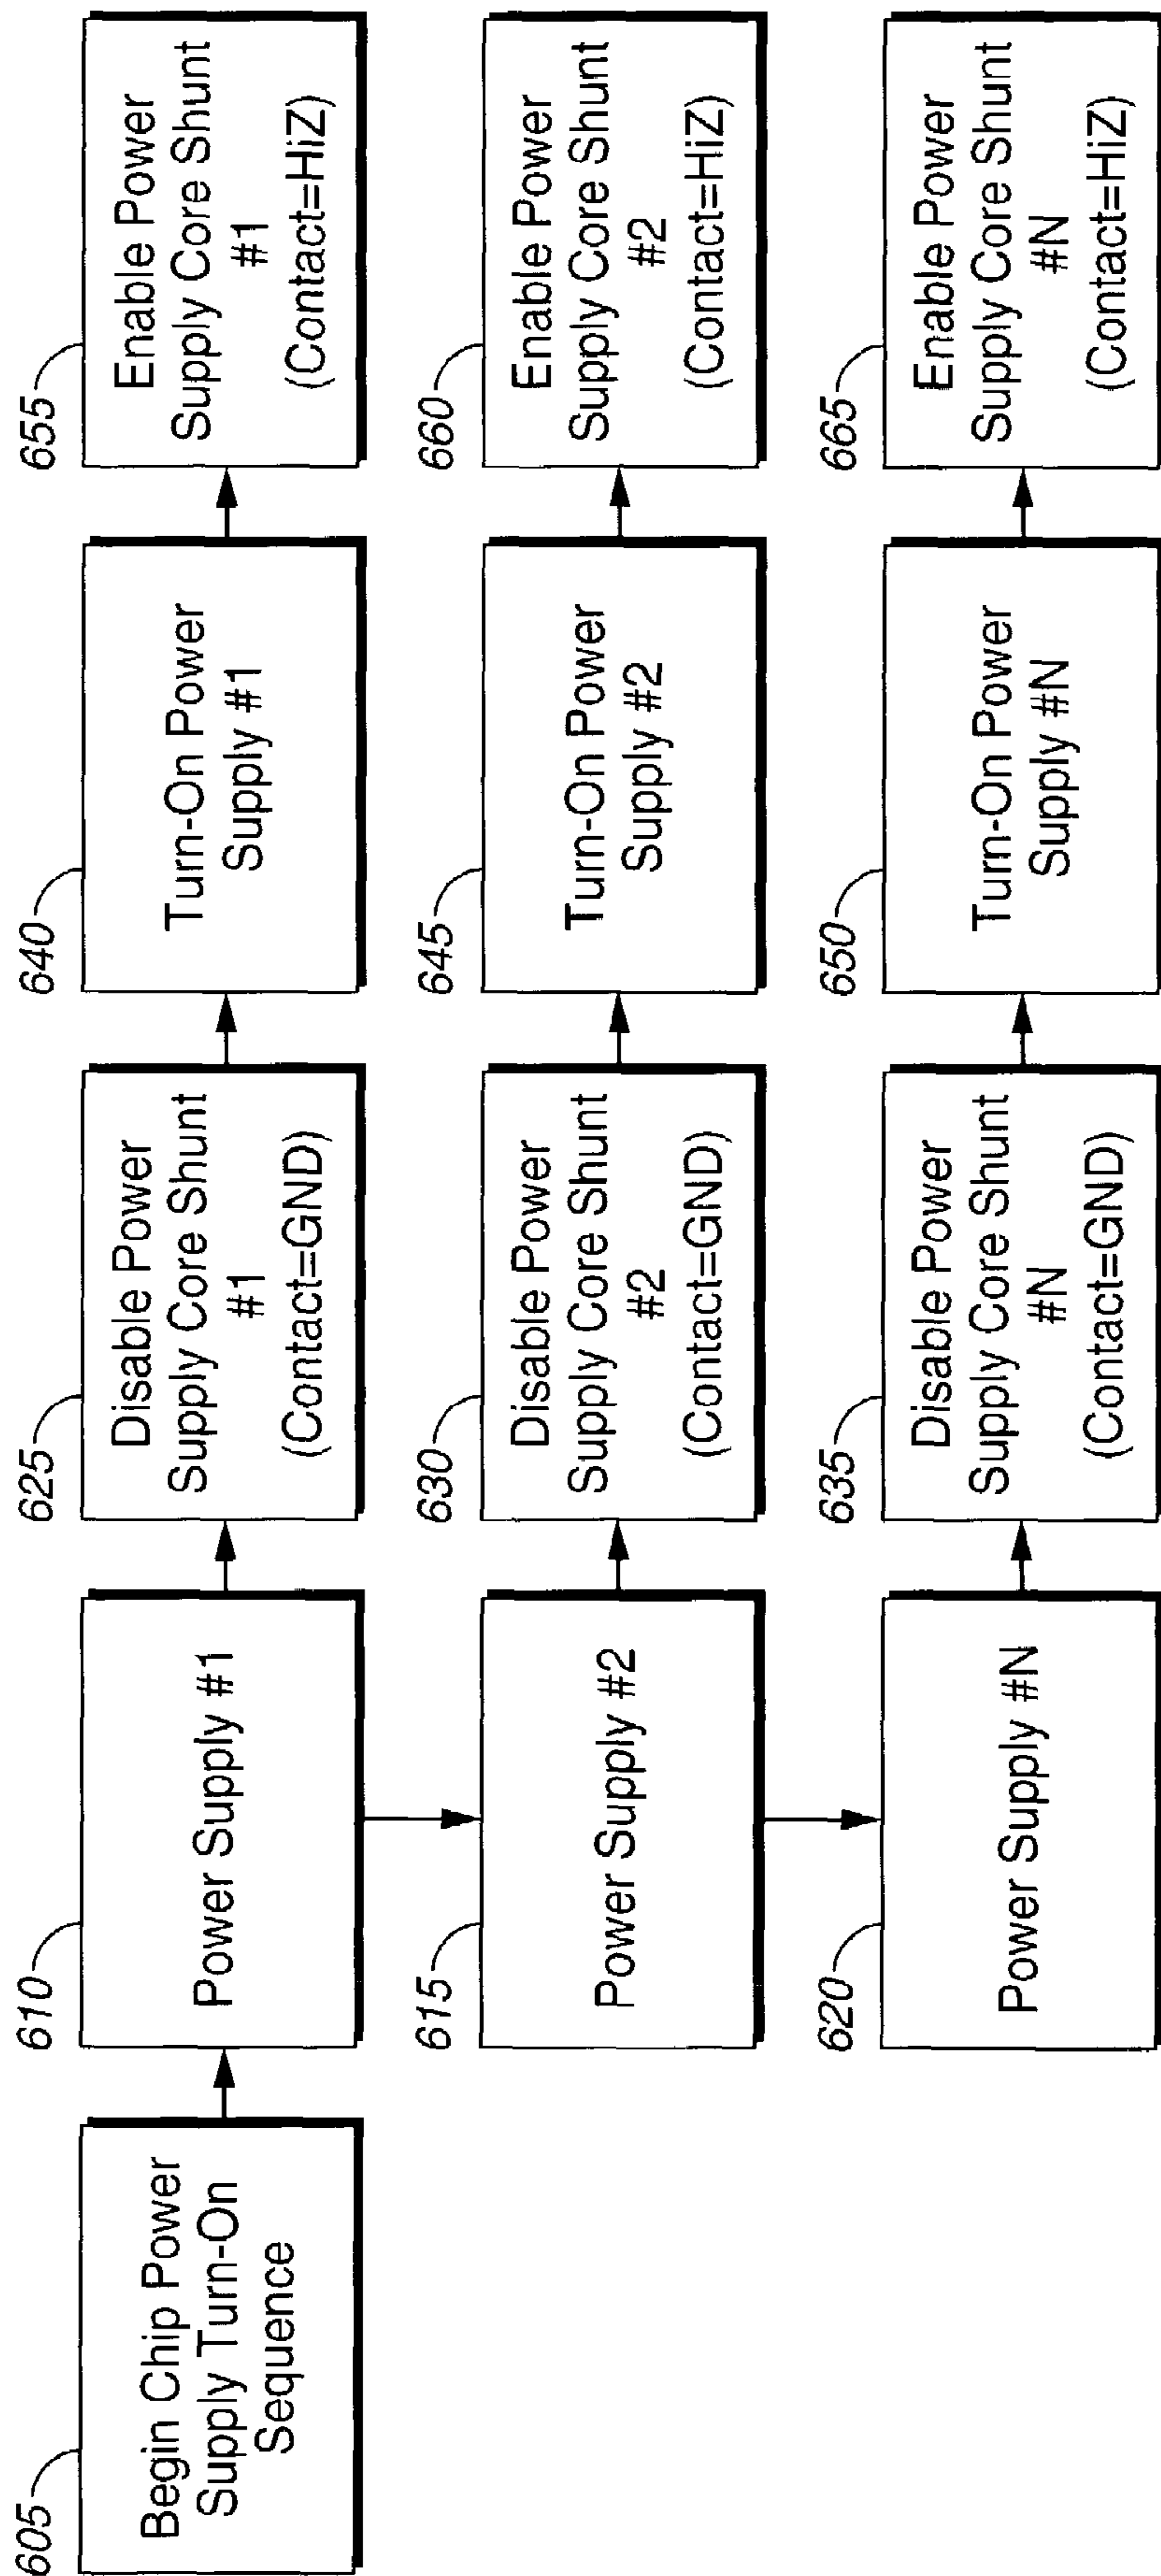 605
Begin Chip Power
Supply Turn-On
Sequence
610
Power Supply #1
625
Disable Power
Supply Core Shunt
#1
(Contact=GND)
640
Turn-On Power
Supply #1
655
Enable Power
Supply Core Shunt
#1
(Contact=HiZ)
615
Power Supply #2
630
Disable Power
Supply Core Shunt
#2
(Contact=GND)
645
Turn-On Power
Supply #2
660
Enable Power
Supply Core Shunt
#2
(Contact=HiZ)
620
Power Supply #N
635
Disable Power
Supply Core Shunt
#N
(Contact=GND)
650
Turn-On Power
Supply #N
665
Enable Power
Supply Core Shunt
#N
(Contact=HiZ)